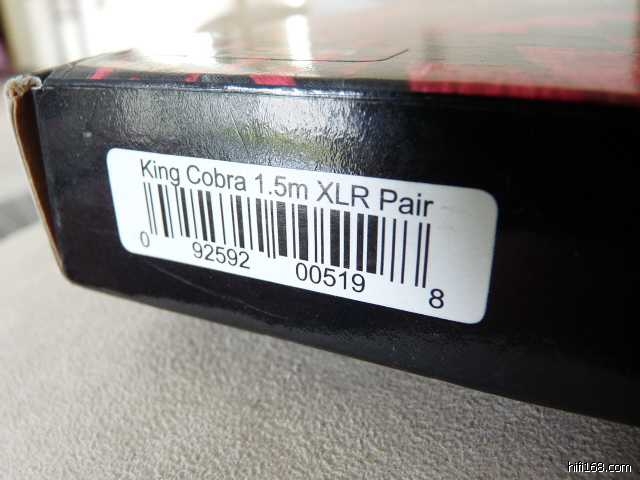 King Cobra 1.5m XLR Pair
0 92592 00519 8
hifi168.com